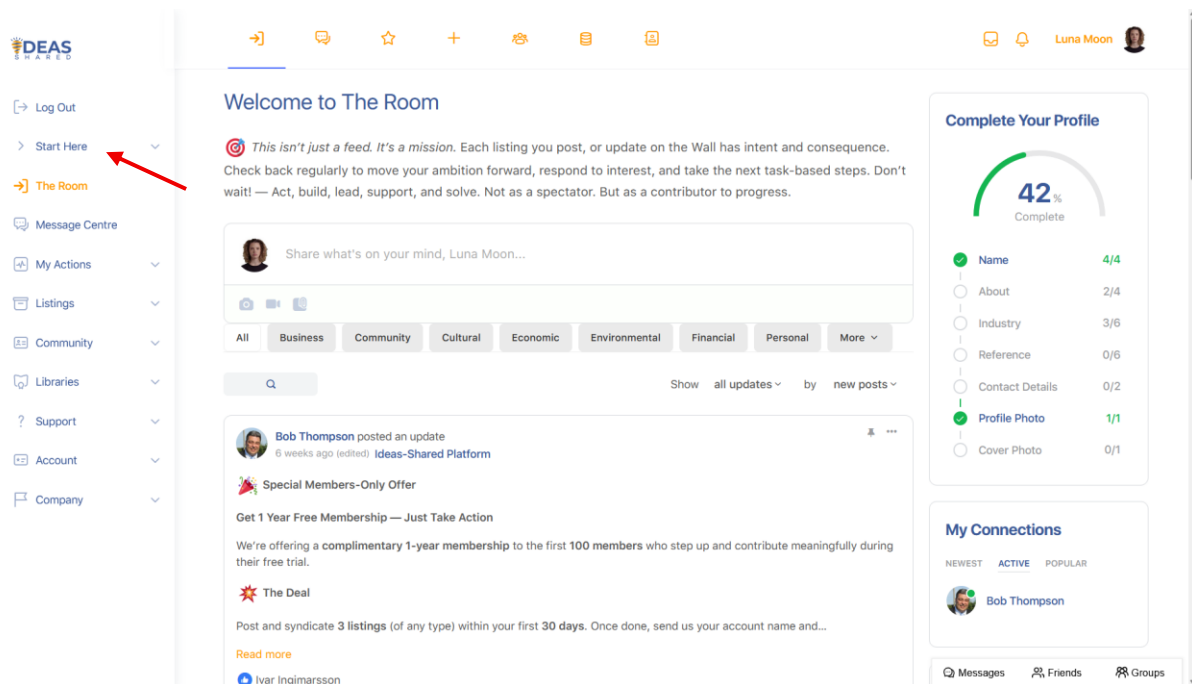 IDEAS
SHARED
Luna Moon
Log Out
Start Here
The Room
Message Centre
My Actions
Listings
Community
Libraries
Support
Account
Company
Welcome to The Room
This isn't just a feed. It's a mission. Each listing you post, or update on the Wall has intent and consequence.
Check back regularly to move your ambition forward, respond to interest, and take the next task-based steps. Don't
wait! — Act, build, lead, support, and solve. Not as a spectator. But as a contributor to progress.
Share what's on your mind, Luna Moon...
All Business Community Cultural Economic Environmental Financial Personal More
Show all updates by new posts
Bob Thompson posted an update
6 weeks ago (edited) Ideas-Shared Platform
Special Members-Only Offer
Get 1 Year Free Membership — Just Take Action
We're offering a complimentary 1-year membership to the first 100 members who step up and contribute meaningfully during
their free trial.
The Deal
Post and syndicate 3 listings (of any type) within your first 30 days. Once done, send us your account name and...
Read more
Ivar Ingimarsson
Complete Your Profile
42%
Complete
Name 4/4
About 2/4
Industry 3/6
Reference 0/6
Contact Details 0/2
Profile Photo 1/1
Cover Photo 0/1
My Connections
NEWEST ACTIVE POPULAR
Bob Thompson
Messages Friends Groups